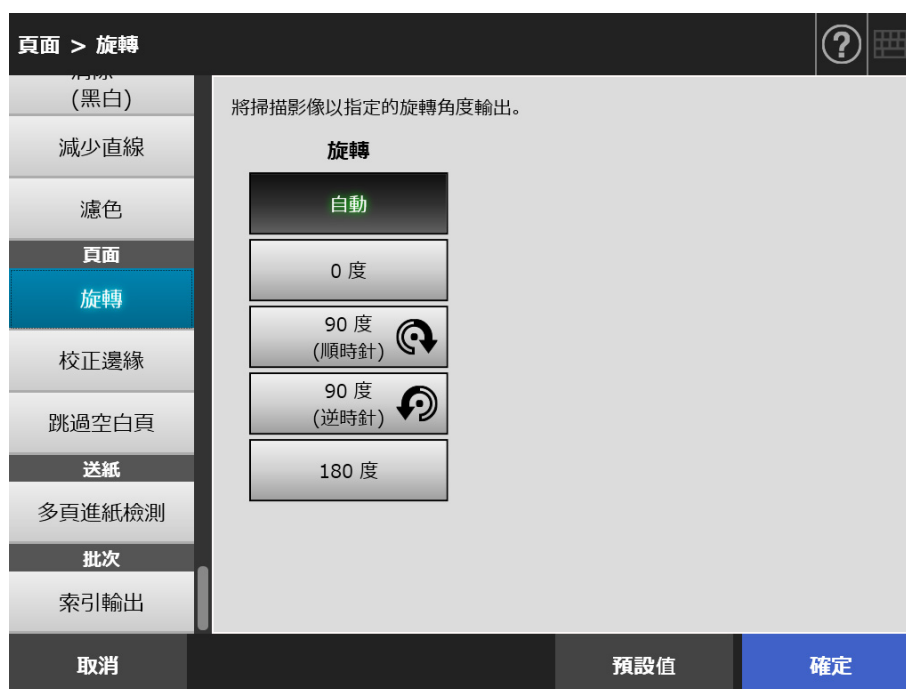 頁面 > 旋轉
(黑白)
減少直線
濾色
頁面
旋轉
校正邊緣
跳過空白頁
送紙
多頁進紙檢測
批次
索引輸出
將掃描影像以指定的旋轉角度輸出。
旋轉
自動
0 度
90 度
(順時針)
90 度
(逆時針)
180 度
取消
預設值
確定